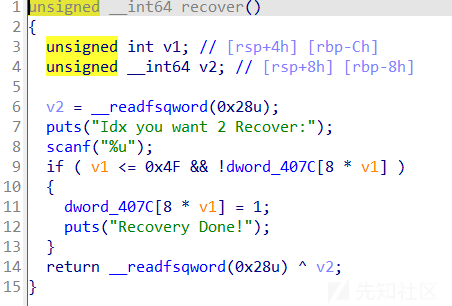 1 unsigned __int64 recover()
2 {
3 unsigned int v1; // [rsp+4h] [rbp-Ch]
4 unsigned __int64 v2; // [rsp+8h] [rbp-8h]
5
6 v2 = __readfsqword(0x28u);
7 puts("Idx you want 2 Recover:");
8 scanf("%u");
9 if ( v1 <= 0x4F && !dword_407C[8 * v1] )
10 {
11 dword_407C[8 * v1] = 1;
12 puts("Recovery Done!");
13 }
14 return __readfsqword(0x28u) ^ v2;
15 }
先知社区